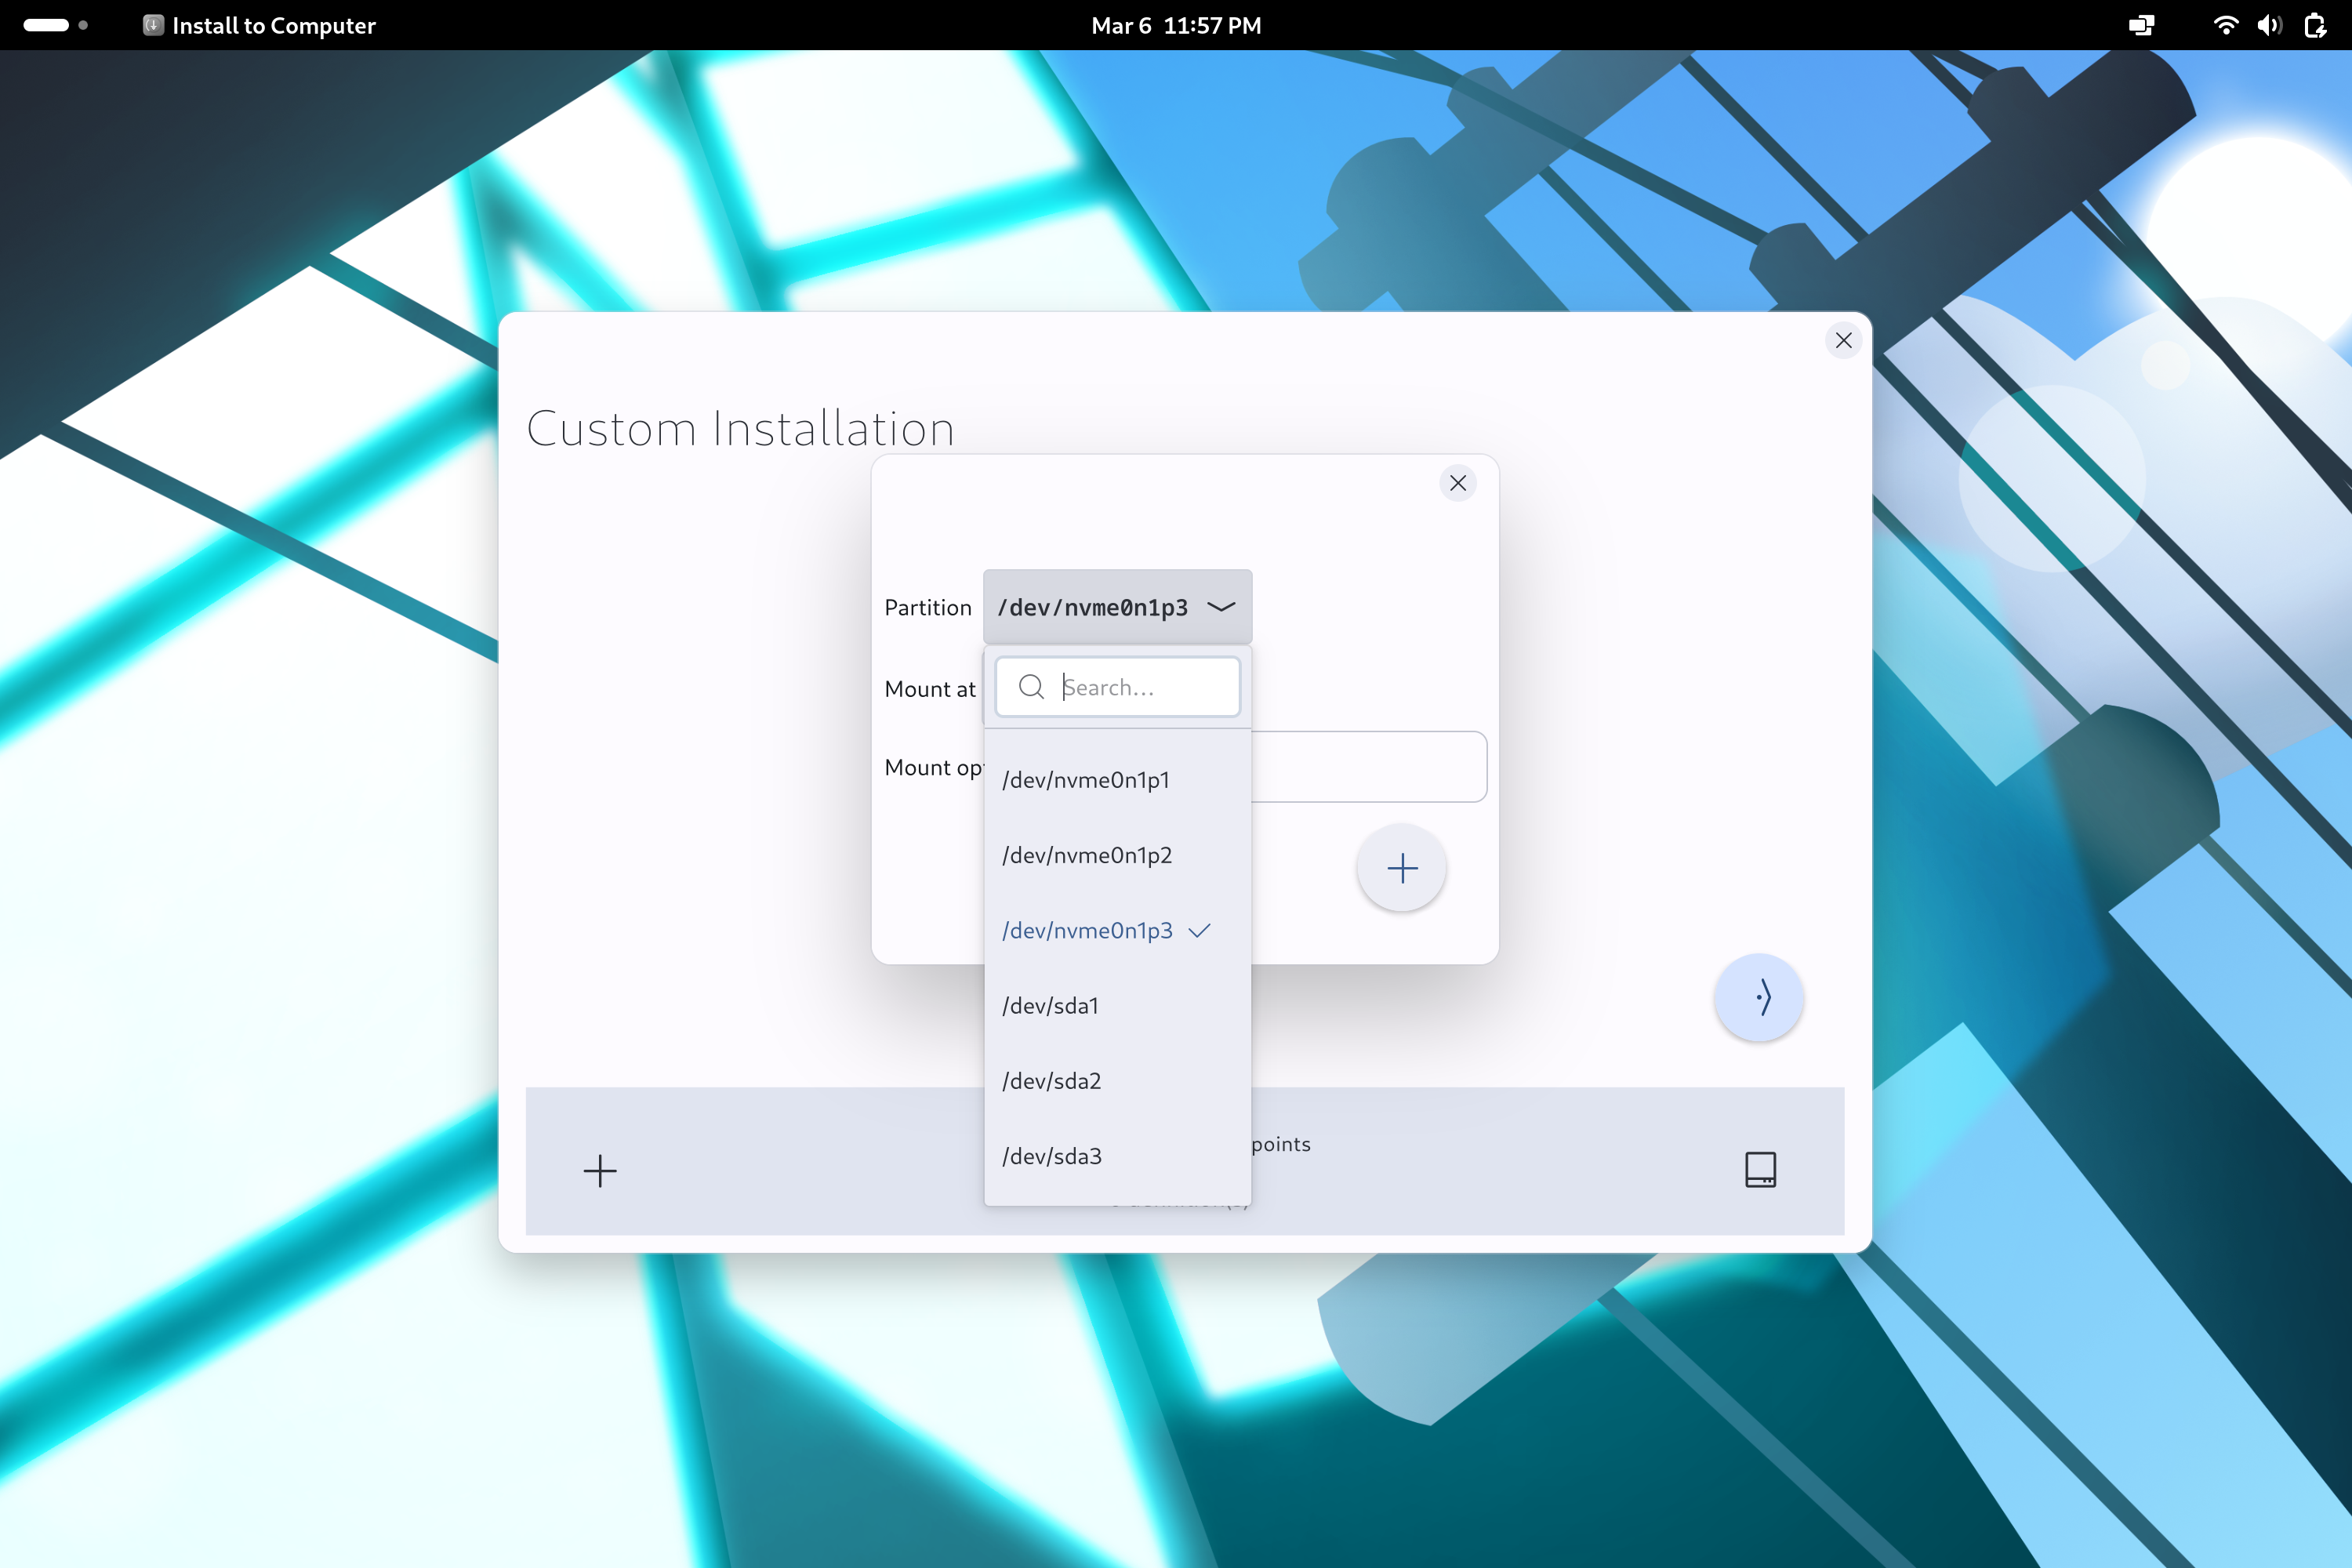 Install to Computer
Mar 6 11:57 PM
Custom Installation
Partition
/dev/nvme0n1p3
Mount at
Search...
Mount op
/dev/nvme0n1p1
/dev/nvme0n1p2
/dev/nvme0n1p3
/dev/sda1
/dev/sda2
/dev/sda3
points